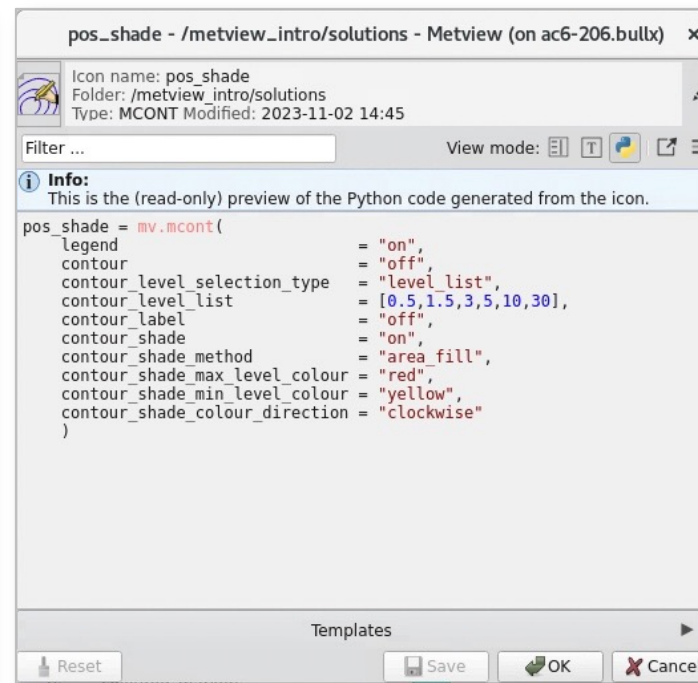 pos_shade - /metview_intro/solutions - Metview (on ac6-206.bullx)
Icon name: pos_shade
Folder: /metview_intro/solutions
Type: MCONT Modified: 2023-11-02 14:45
Filter ... View mode: T
Info:
This is the (read-only) preview of the Python code generated from the icon.
pos_shade = mv.mcont(
    legend                         = "on",
    contour                        = "off",
    contour_level_selection_type   = "level_list",
    contour_level_list             = [0.5,1.5,3,5,10,30],
    contour_label                  = "off",
    contour_shade                  = "on",
    contour_shade_method           = "area_fill",
    contour_shade_max_level_colour = "red",
    contour_shade_min_level_colour = "yellow",
    contour_shade_colour_direction = "clockwise"
    )
Templates
Reset Save OK Cance